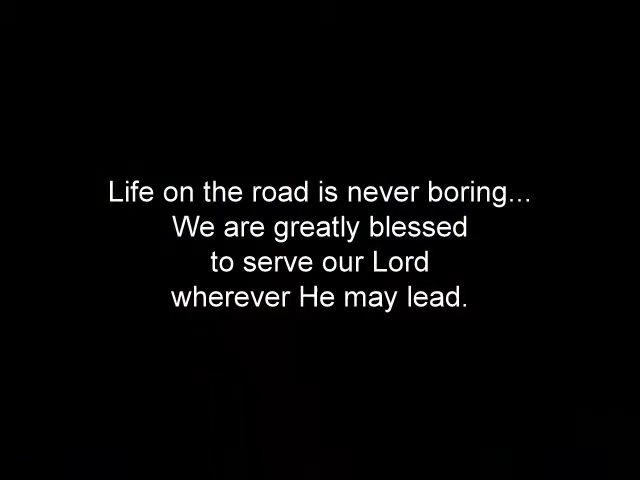 Life on the road is never boring...
We are greatly blessed
to serve our Lord
wherever He may lead.